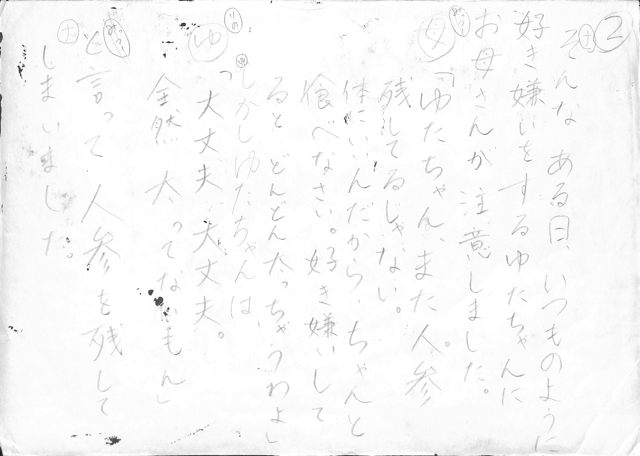 ②
そんな ある日、いつものように
好き嫌いをするゆたちゃんに
お母さんが注意しました。
母「ゆたちゃん、また人参
残してるじゃない。
体にいいんだから、ちゃんと
食べなさい。好き嫌いして
ると どんどん太っちゃうわよ」
しかしゆたちゃんは、
ゆ「大丈夫、大丈夫。
全然 太ってないもん」
と言って、人参を残して
しまいました。